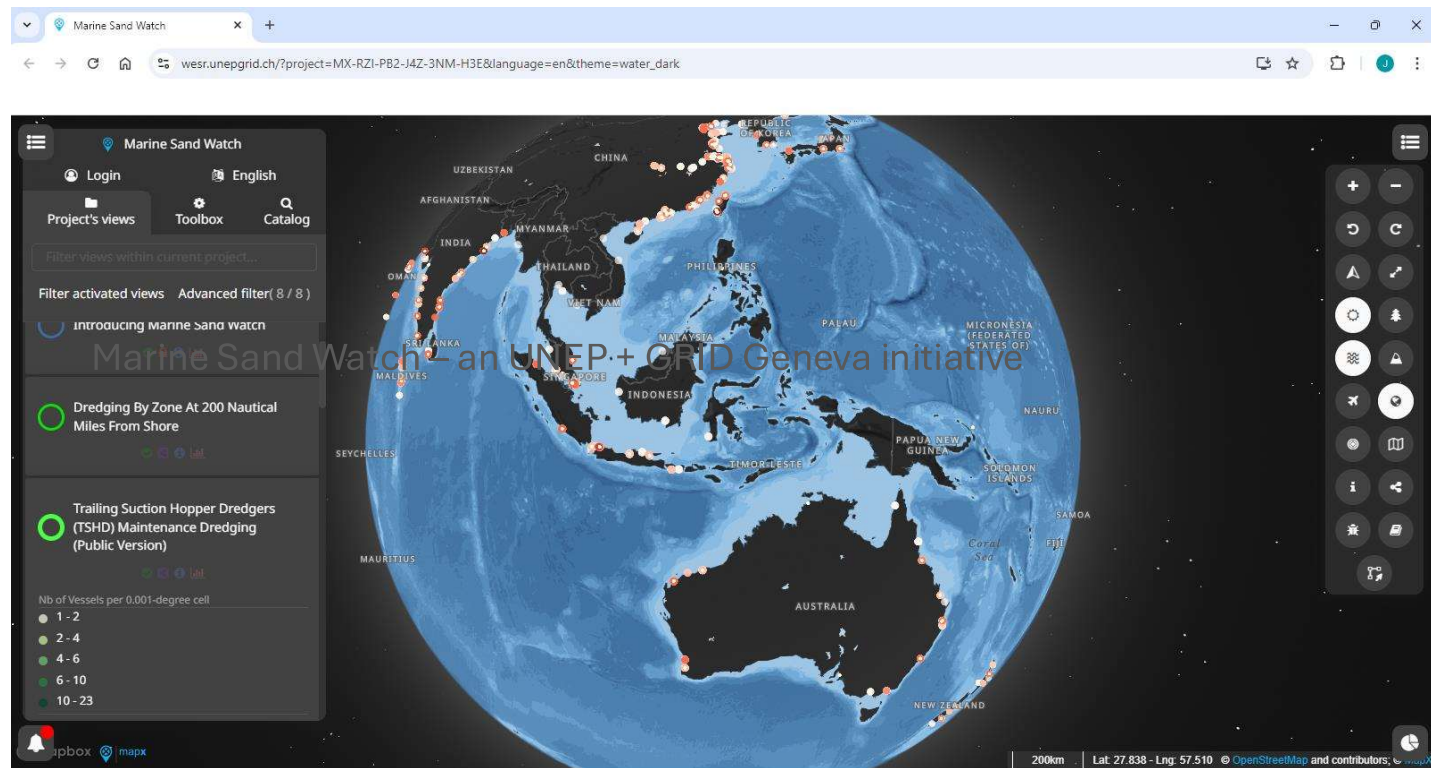 Marine Sand Watch
wesr.unepgrid.ch/?project=MX-RZI-PB2-J4Z-3NM-H3E&language=en&theme=water_dark
J
Marine Sand Watch
Login English
Project's views Toolbox Catalog
Filter views within current project...
Filter activated views Advanced filter( 8 / 8 )
Introducing Marine Sand Watch
Dredging By Zone At 200 Nautical
Miles From Shore
Trailing Suction Hopper Dredgers
(TSHD) Maintenance Dredging
(Public Version)
Nb of Vessels per 0.001-degree cell
1 - 2
2 - 4
4 - 6
6 - 10
10 - 23
mapbox mapx
Marine Sand Watch – an UNEP + GRID Geneva initiative
REPUBLIC
OF KOREA
JAPAN
CHINA
UZBEKISTAN
AFGHANISTAN
MYANMAR
INDIA
OMAN
THAILAND
PHILIPPINES
VIET NAM
PALAU
MICRONESIA
(FEDERATED
STATES OF)
SRI LANKA
MALAYSIA
MALDIVES
SINGAPORE
INDONESIA
NAURU
PAPUA NEW
GUINEA
SEYCHELLES
TIMOR-LESTE
SOLOMON
ISLANDS
SAMOA
Coral
Sea
FIJI
MAURITIUS
AUSTRALIA
NEW ZEALAND
200km Lat: 27.838 - Lng: 57.510 © OpenStreetMap and contributors; © MapX